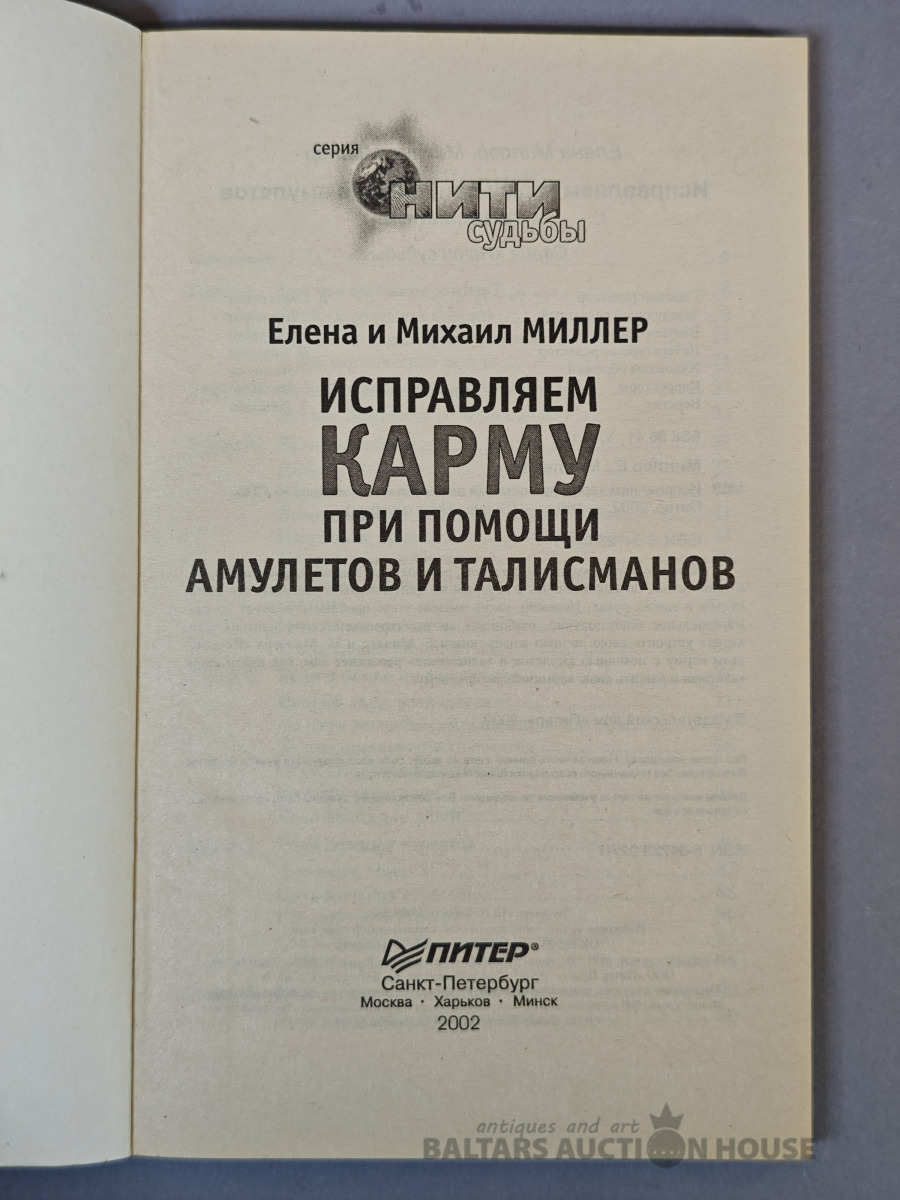 серия
НИТИ
судьбы
Елена и Михаил МИЛЛЕР
ИСПРАВЛЯЕМ
КАРМУ
ПРИ ПОМОЩИ
АМУЛЕТОВ И ТАЛИСМАНОВ
ПИТЕР®
Санкт-Петербург
Москва · Харьков · Минск
2002
antiques and art
BALTARS AUCTION HOUSE